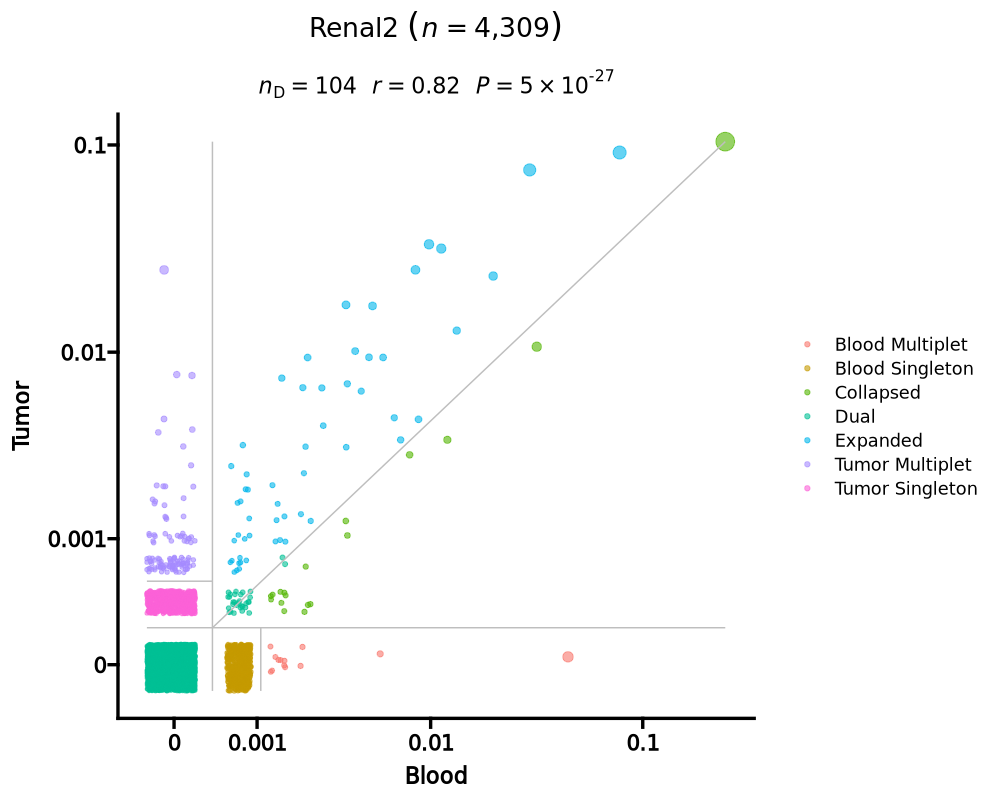 Renal2 (n = 4,309)
n_D = 104 r = 0.82 P = 5 × 10^-27
0.1
0.01
0.001
0
Tumor
0 0.001 0.01 0.1
Blood
Blood Multiplet
Blood Singleton
Collapsed
Dual
Expanded
Tumor Multiplet
Tumor Singleton